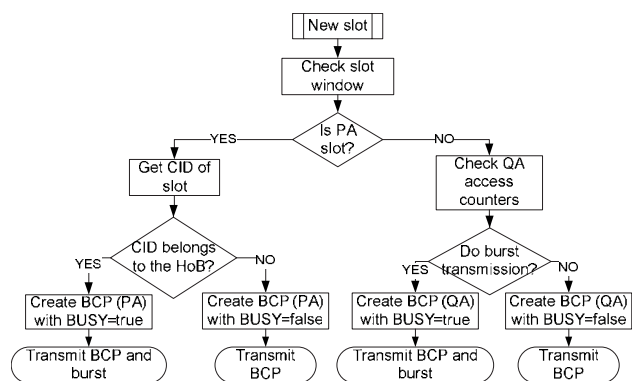 New slot
Check slot
window
Is PA
slot?
YES
NO
Get CID of
slot
Check QA
access
counters
CID belongs
to the HoB?
Do burst
transmission?
YES
NO
YES
NO
Create BCP (PA)
with BUSY=true
Create BCP (PA)
with BUSY=false
Create BCP (QA)
with BUSY=true
Create BCP (QA)
with BUSY=false
Transmit BCP and
burst
Transmit
BCP
Transmit BCP and
burst
Transmit
BCP